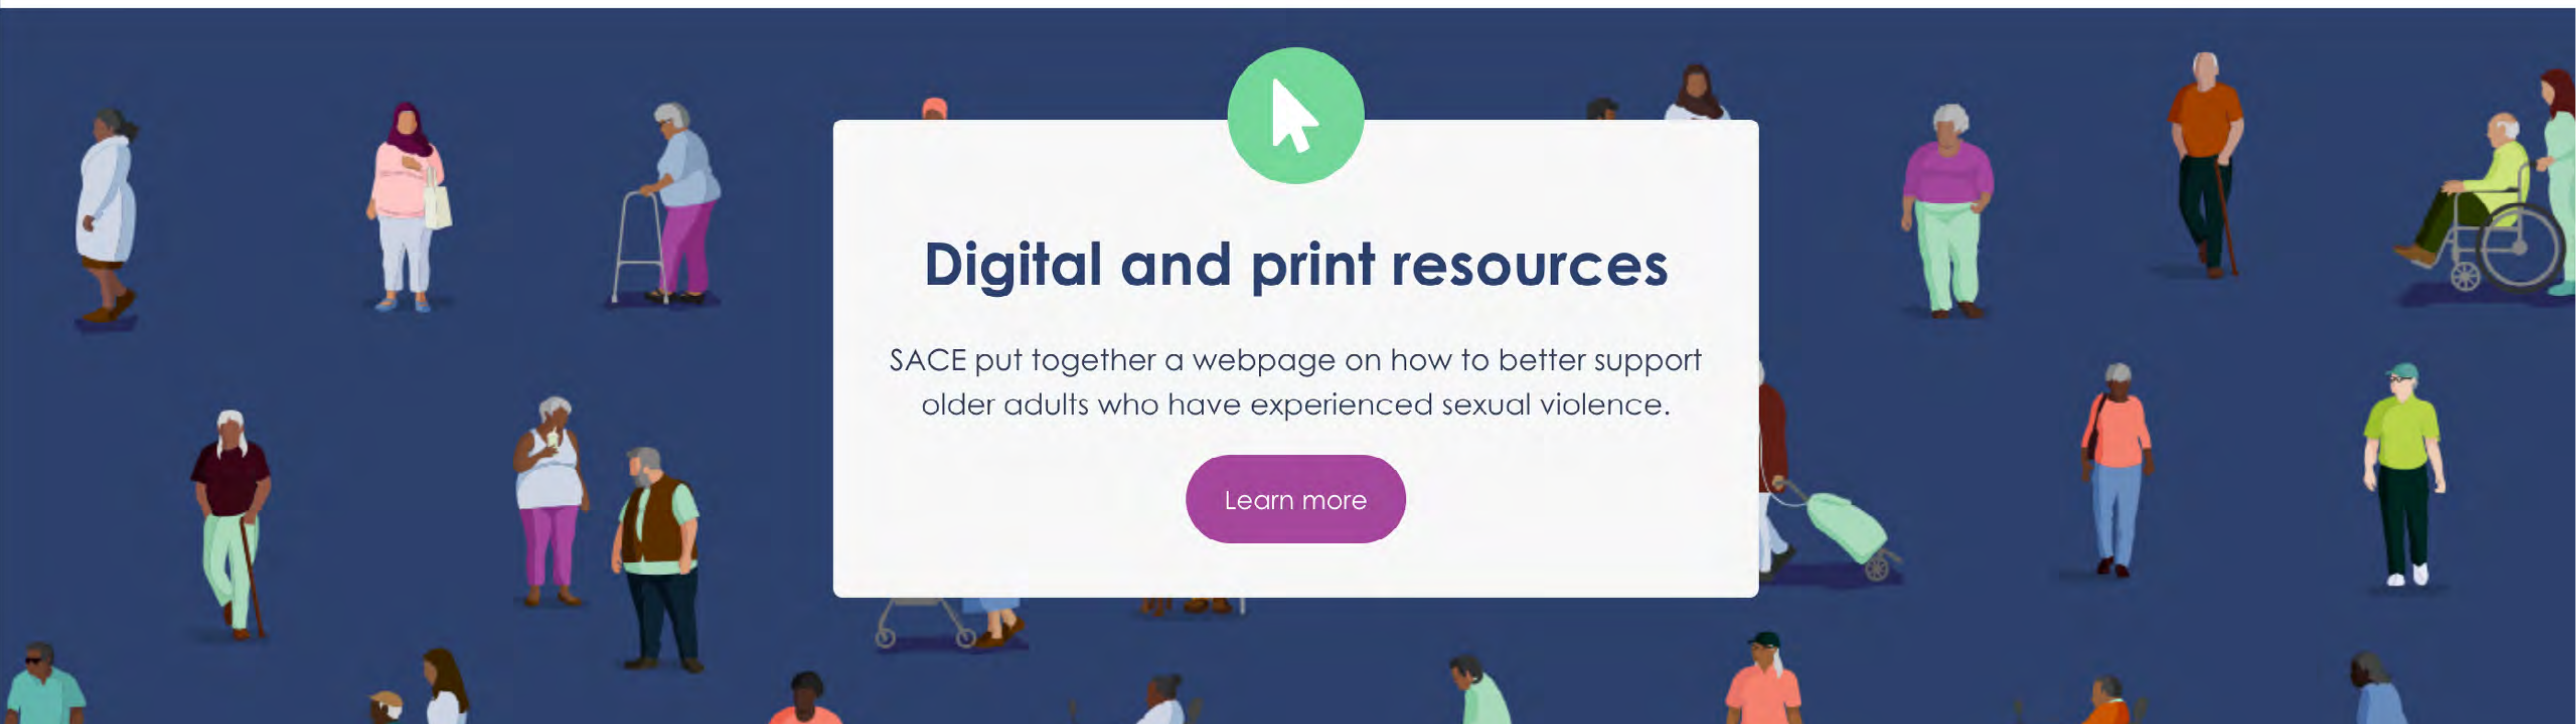 Digital and print resources
SACE put together a webpage on how to better support
older adults who have experienced sexual violence.
Learn more